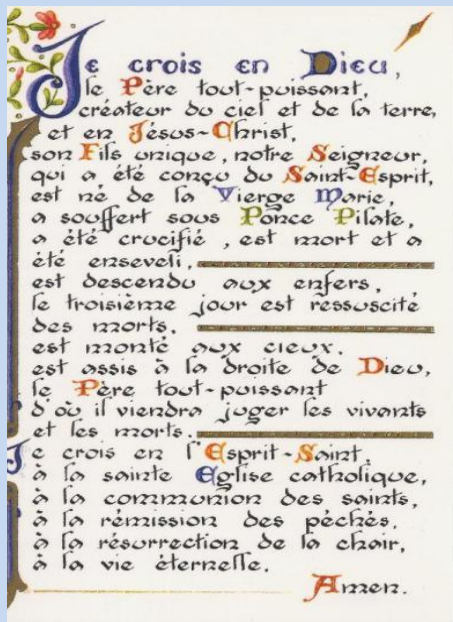 Je crois en Dieu,
le Père tout-puissant,
créateur du ciel et de la terre,
et en Jésus-Christ,
son Fils unique, notre Seigneur,
qui a été conçu du Saint-Esprit,
est né de la Vierge Marie,
a souffert sous Ponce Pilate,
a été crucifié, est mort et a
été enseveli,
est descendu aux enfers,
le troisième jour est ressuscité
des morts,
est monté aux cieux,
est assis à la droite de Dieu,
le Père tout-puissant
d'où il viendra juger les vivants
et les morts.
Je crois en l'Esprit-Saint,
à la sainte Eglise catholique,
à la communion des saints,
à la rémission des péchés,
à la résurrection de la chair,
à la vie éternelle.
Amen.